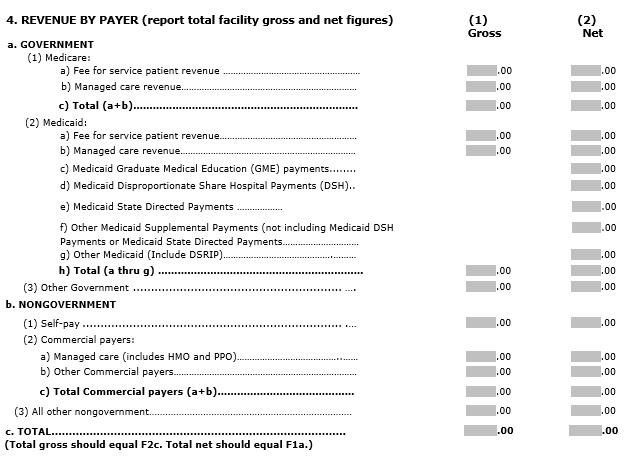 4. REVENUE BY PAYER (report total facility gross and net figures) (1) (2)
Gross Net
a. GOVERNMENT
(1) Medicare:
a) Fee for service patient revenue ........................................................ .00 .00
b) Managed care revenue........................................................................ .00 .00
c) Total (a+b)........................................................................ .00 .00
(2) Medicaid:
a) Fee for service patient revenue........................................................ .00 .00
b) Managed care revenue........................................................................ .00 .00
c) Medicaid Graduate Medical Education (GME) payments........ .00
d) Medicaid Disproportionate Share Hospital Payments (DSH).. .00
e) Medicaid State Directed Payments .................. .00
f) Other Medicaid Supplemental Payments (not including Medicaid DSH .00
Payments or Medicaid State Directed Payments..............................
g) Other Medicaid (Include DSRIP)...................................................... .00
h) Total (a thru g) ................................................................ .00 .00
(3) Other Government ................................................................ .... .00 .00
b. NONGOVERNMENT
(1) Self-pay ................................................................................ .... .00 .00
(2) Commercial payers:
a) Managed care (includes HMO and PPO)................................................ .00 .00
b) Other Commercial payers........................................................................ .00 .00
c) Total Commercial payers (a+b)........................................ .00 .00
(3) All other nongovernment................................................................................ .00 .00
c. TOTAL................................................................................ .00 .00
(Total gross should equal F2c. Total net should equal F1a.)